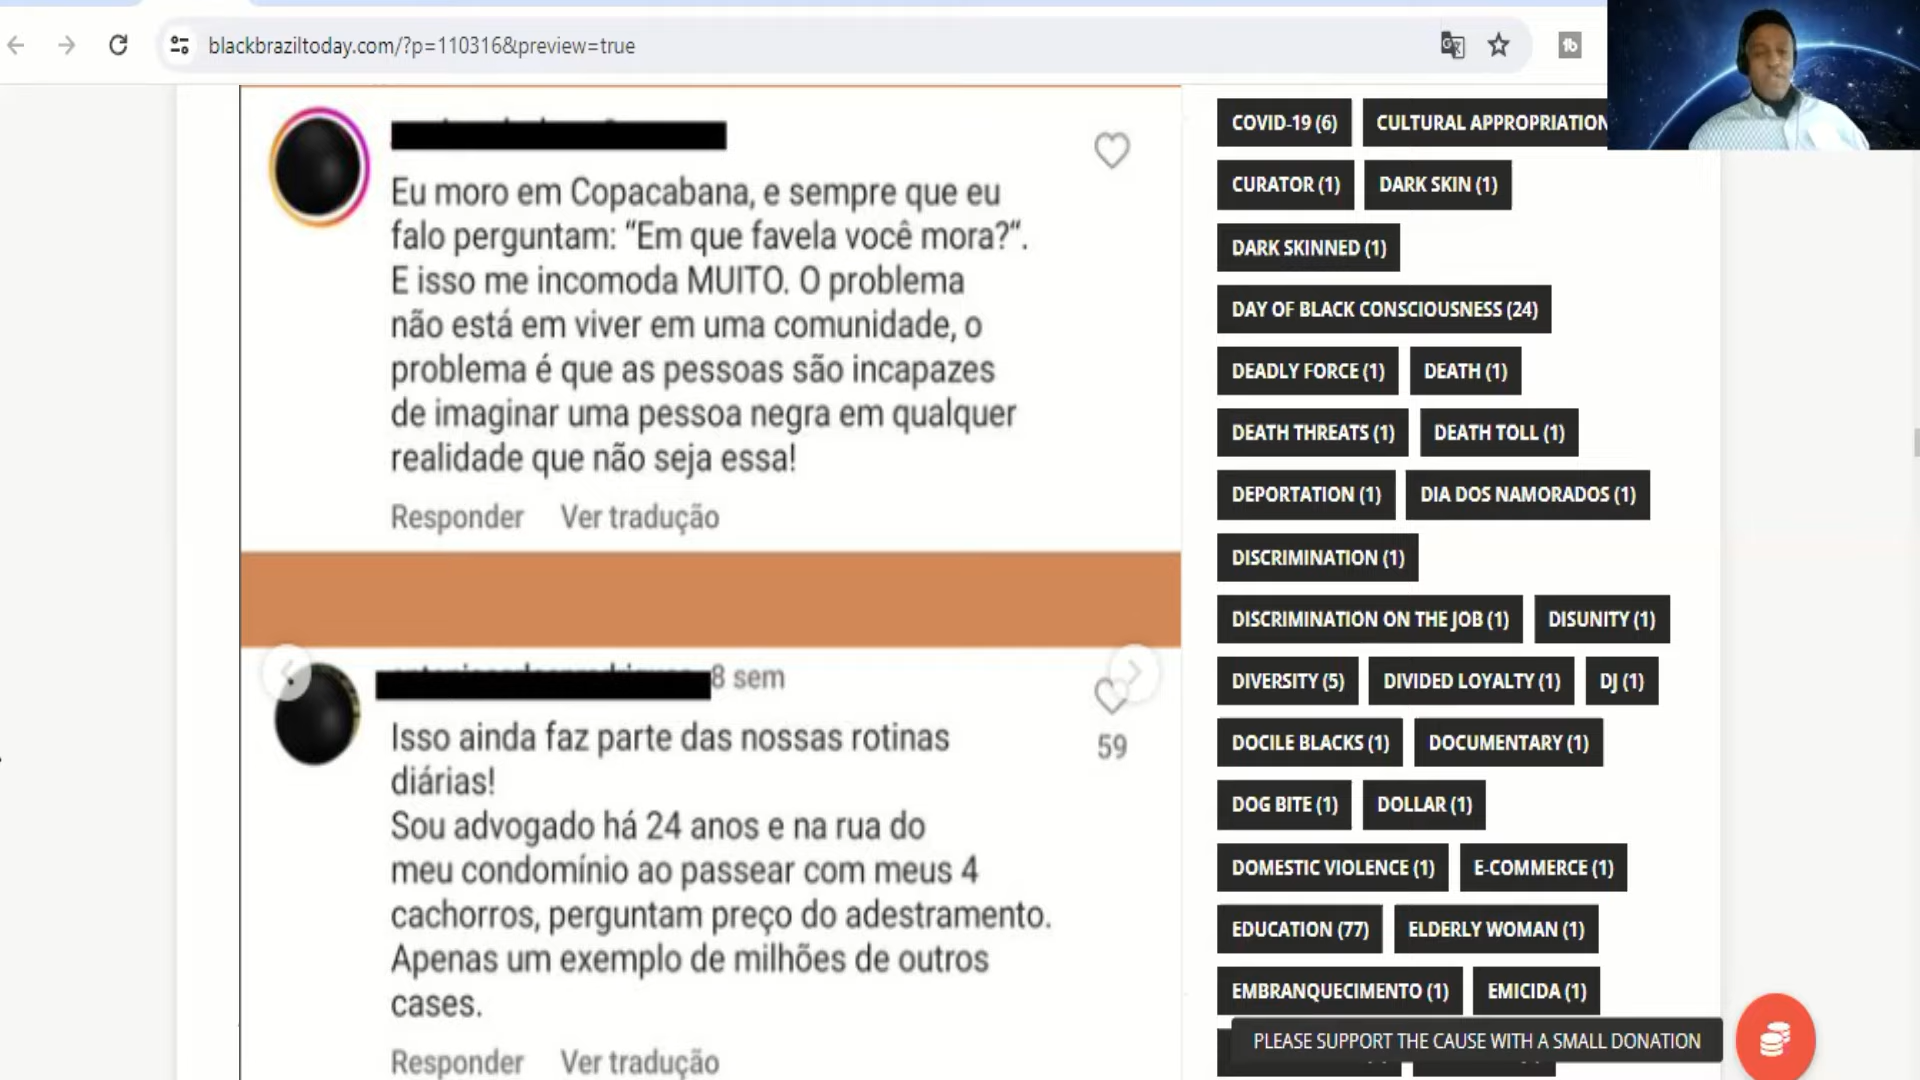 blackbraziltoday.com/?p=110316&preview=true
Eu moro em Copacabana, e sempre que eu
falo perguntam: “Em que favela você mora?“.
E isso me incomoda MUITO. O problema
não está em viver em uma comunidade, o
problema é que as pessoas são incapazes
de imaginar uma pessoa negra em qualquer
realidade que não seja essa!
Responder Ver tradução
8 sem
59
Isso ainda faz parte das nossas rotinas
diárias!
Sou advogado há 24 anos e na rua do
meu condomínio ao passear com meus 4
cachorros, perguntam preço do adestramento.
Apenas um exemplo de milhões de outros
cases.
Responder Ver tradução
COVID-19 (6) CULTURAL APPROPRIATION
CURATOR (1) DARK SKIN (1)
DARK SKINNED (1)
DAY OF BLACK CONSCIOUSNESS (24)
DEADLY FORCE (1) DEATH (1)
DEATH THREATS (1) DEATH TOLL (1)
DEPORTATION (1) DIA DOS NAMORADOS (1)
DISCRIMINATION (1)
DISCRIMINATION ON THE JOB (1) DISUNITY (1)
DIVERSITY (5) DIVIDED LOYALTY (1) DJ (1)
DOCILE BLACKS (1) DOCUMENTARY (1)
DOG BITE (1) DOLLAR (1)
DOMESTIC VIOLENCE (1) E-COMMERCE (1)
EDUCATION (77) ELDERLY WOMAN (1)
EMBRANQUECIMENTO (1) EMICIDA (1)
PLEASE SUPPORT THE CAUSE WITH A SMALL DONATION